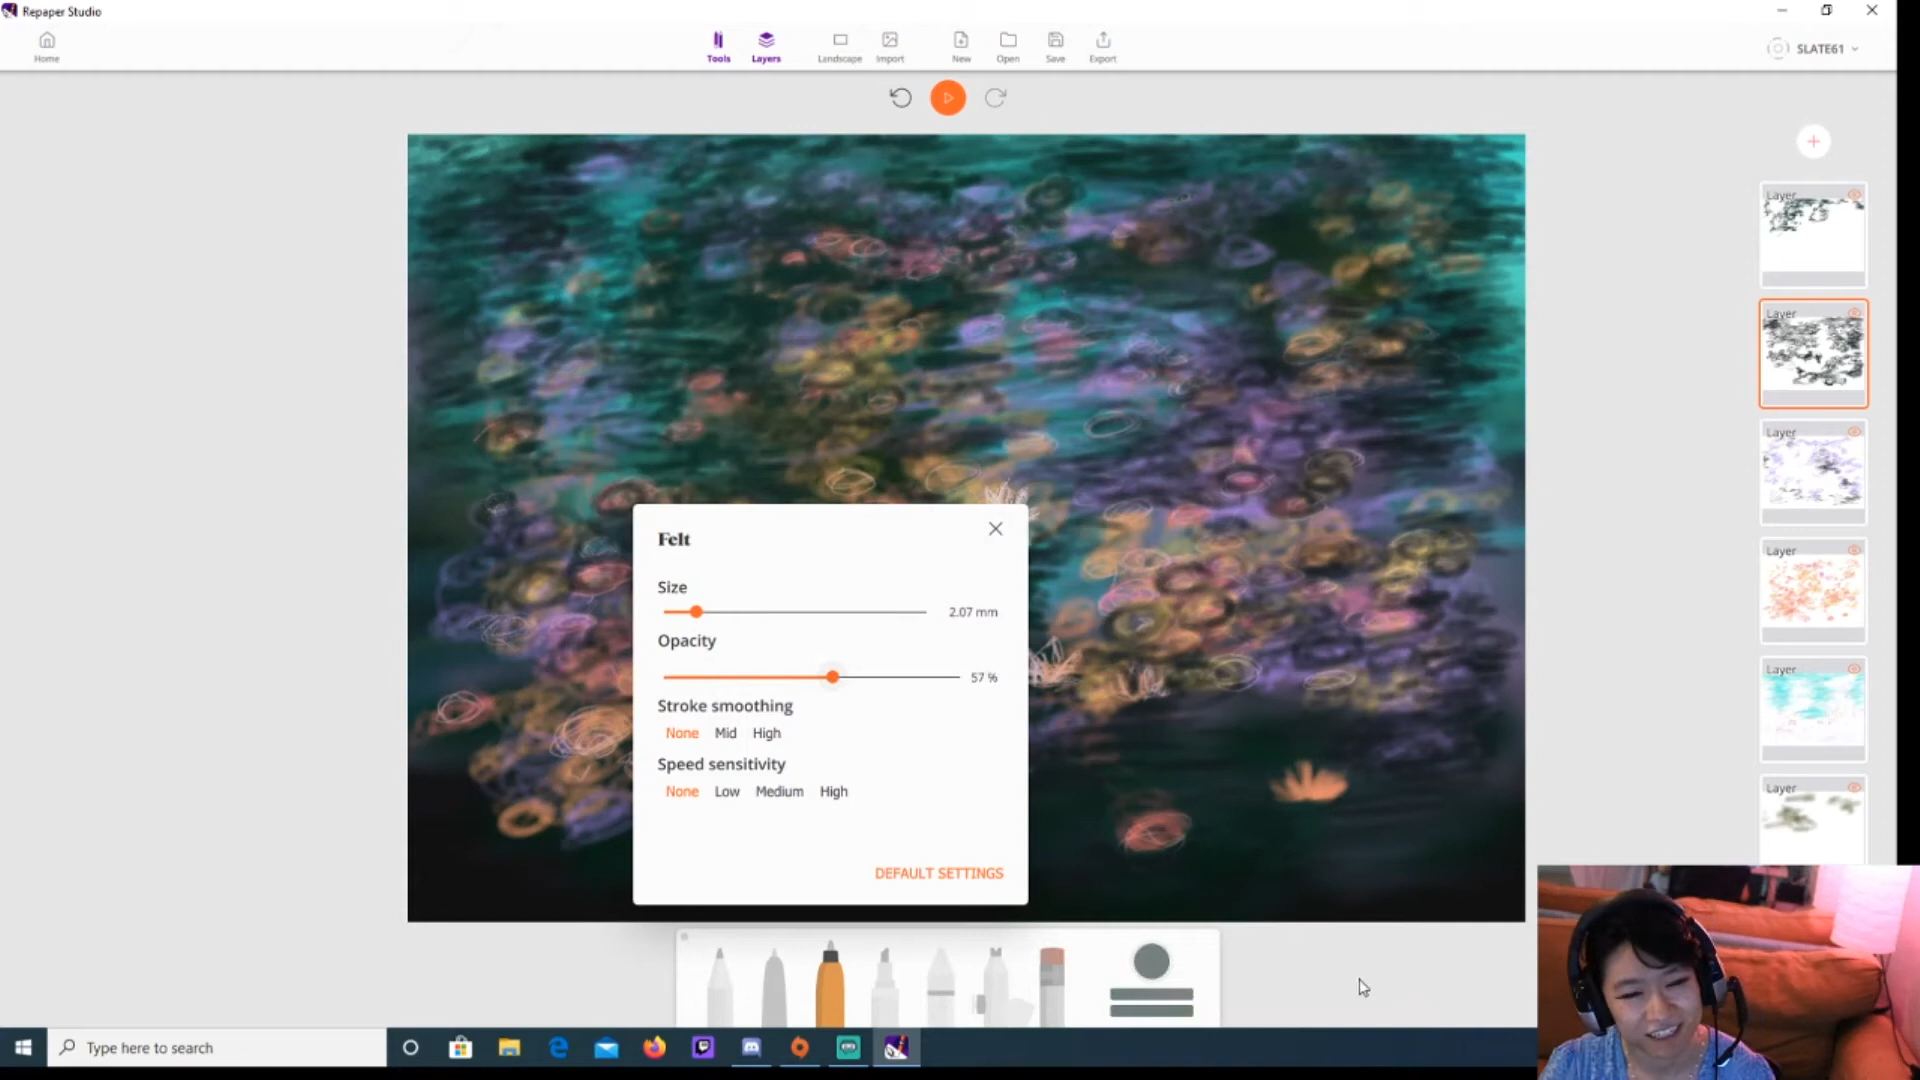 Repaper Studio
Home
Tools
Layers
Landscape
Import
New
Open
Save
Export
SLATE61
Layer
Layer
Layer
Layer
Layer
Layer
Felt
Size
2.07 mm
Opacity
57 %
Stroke smoothing
None Mid High
Speed sensitivity
None Low Medium High
DEFAULT SETTINGS
Type here to search